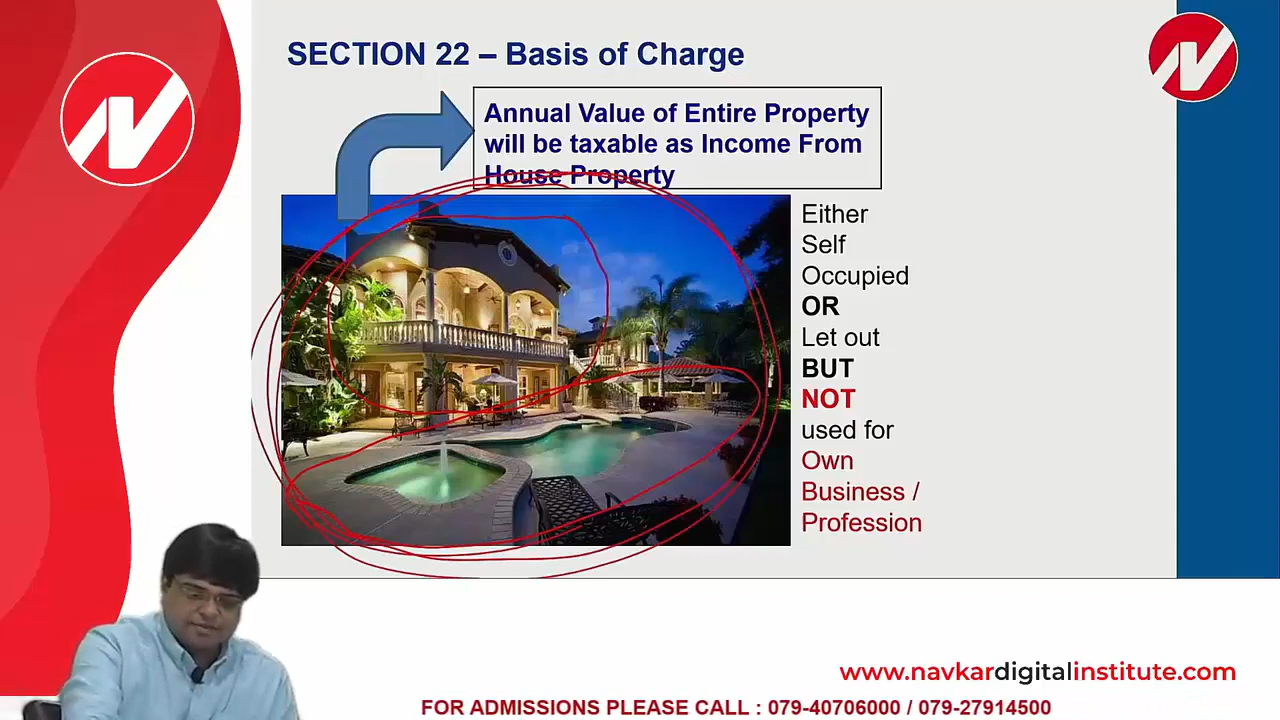 SECTION 22 – Basis of Charge
Annual Value of Entire Property
will be taxable as Income From
House Property
Either
Self
Occupied
OR
Let out
BUT
NOT
used for
Own
Business /
Profession
www.navkardigitalinstitute.com
FOR ADMISSIONS PLEASE CALL : 079-40706000 / 079-27914500